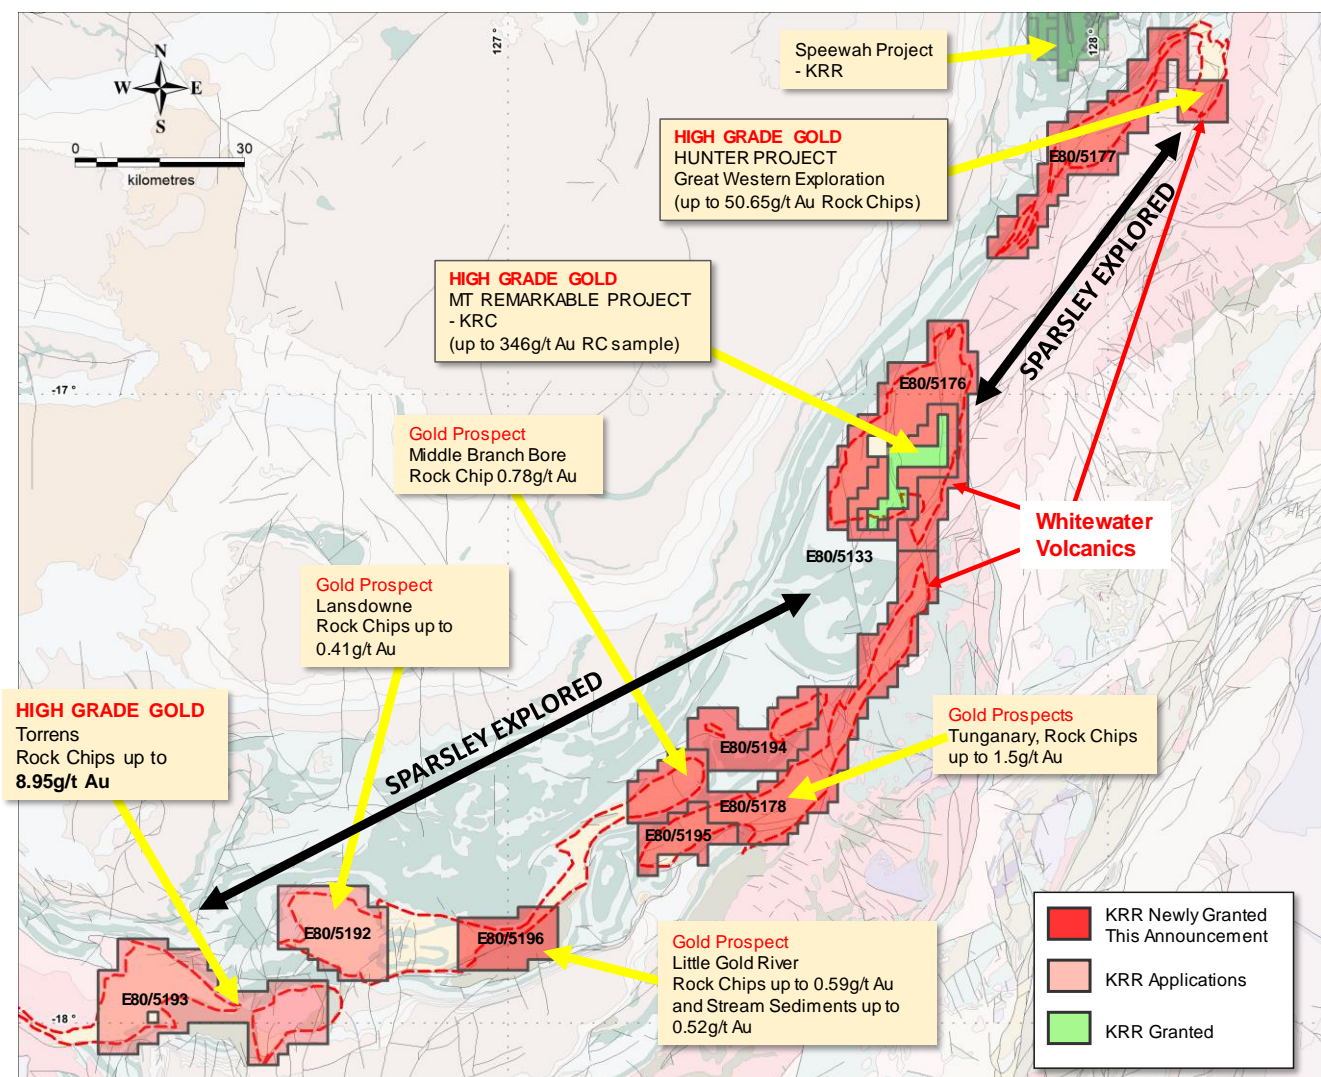 N
W E
S
0 30
kilometres
127 °
128 °
-17 °
-18 °
Speewah Project
- KRR
HIGH GRADE GOLD
HUNTER PROJECT
Great Western Exploration
(up to 50.65g/t Au Rock Chips)
E80/5177
SPARSLEY EXPLORED
HIGH GRADE GOLD
MT REMARKABLE PROJECT
- KRC
(up to 346g/t Au RC sample)
E80/5176
Gold Prospect
Middle Branch Bore
Rock Chip 0.78g/t Au
Whitewater
Volcanics
E80/5133
Gold Prospect
Lansdowne
Rock Chips up to
0.41g/t Au
SPARSLEY EXPLORED
HIGH GRADE GOLD
Torrens
Rock Chips up to
8.95g/t Au
Gold Prospects
Tunganary, Rock Chips
up to 1.5g/t Au
E80/5194
E80/5178
E80/5195
E80/5192
E80/5196
E80/5193
Gold Prospect
Little Gold River
Rock Chips up to 0.59g/t Au
and Stream Sediments up to
0.52g/t Au
KRR Newly Granted
This Announcement
KRR Applications
KRR Granted